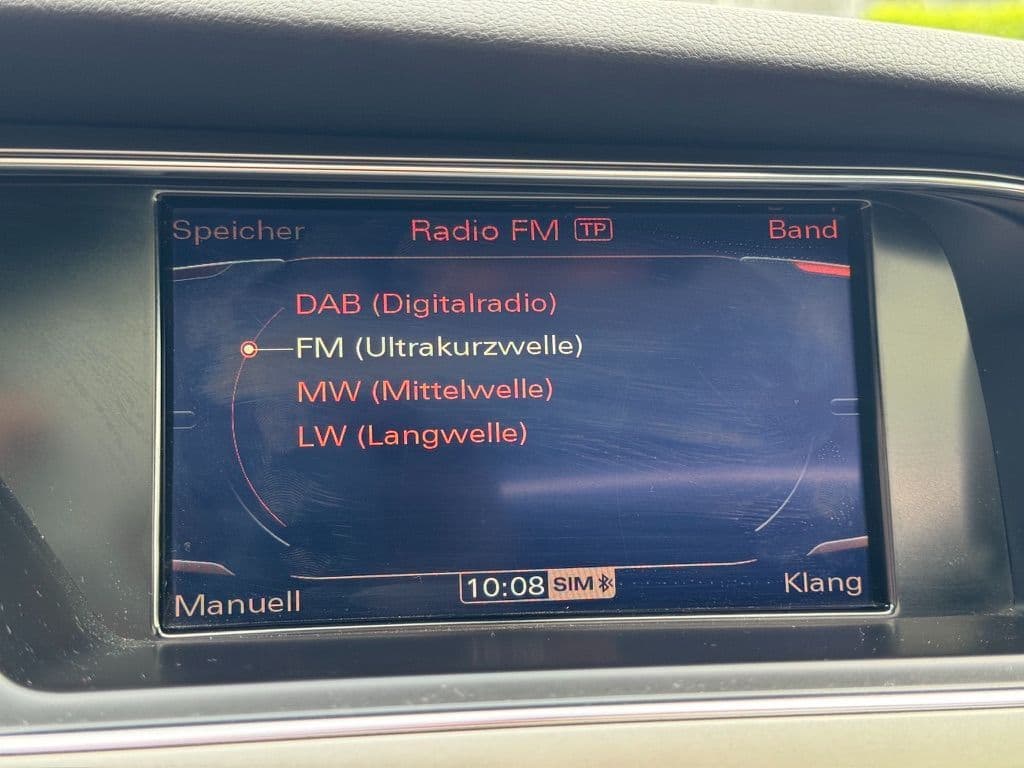 Speicher Radio FM TP Band
DAB (Digitalradio)
FM (Ultrakurzwelle)
MW (Mittelwelle)
LW (Langwelle)
Manuell 10:08 SIM Klang